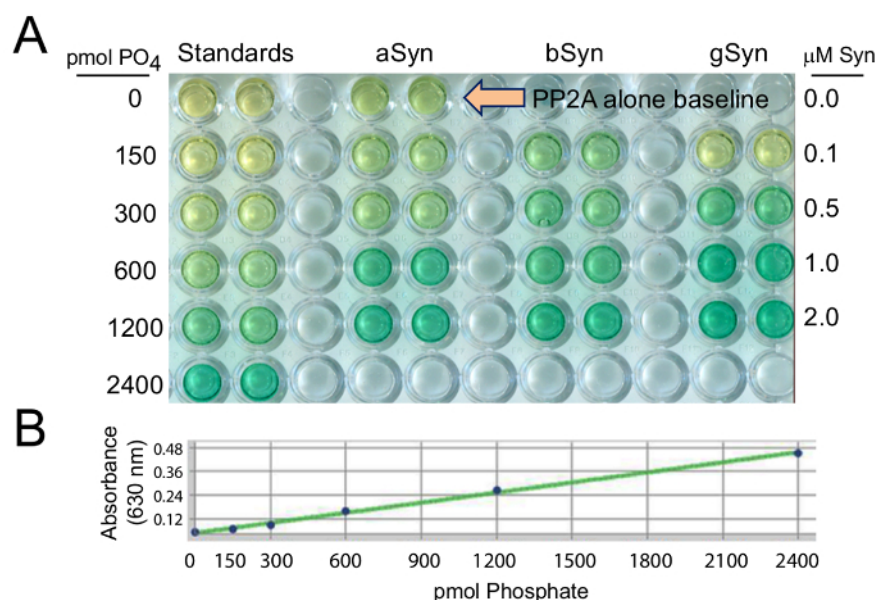 A
pmol PO4 Standards aSyn bSyn gSyn μM Syn
0 PP2A alone baseline 0.0
150 0.1
300 0.5
600 1.0
1200 2.0
2400
B
Absorbance
(630 nm)
0.48
0.36
0.24
0.12
0 150 300 600 900 1200 1500 1800 2100 2400
pmol Phosphate